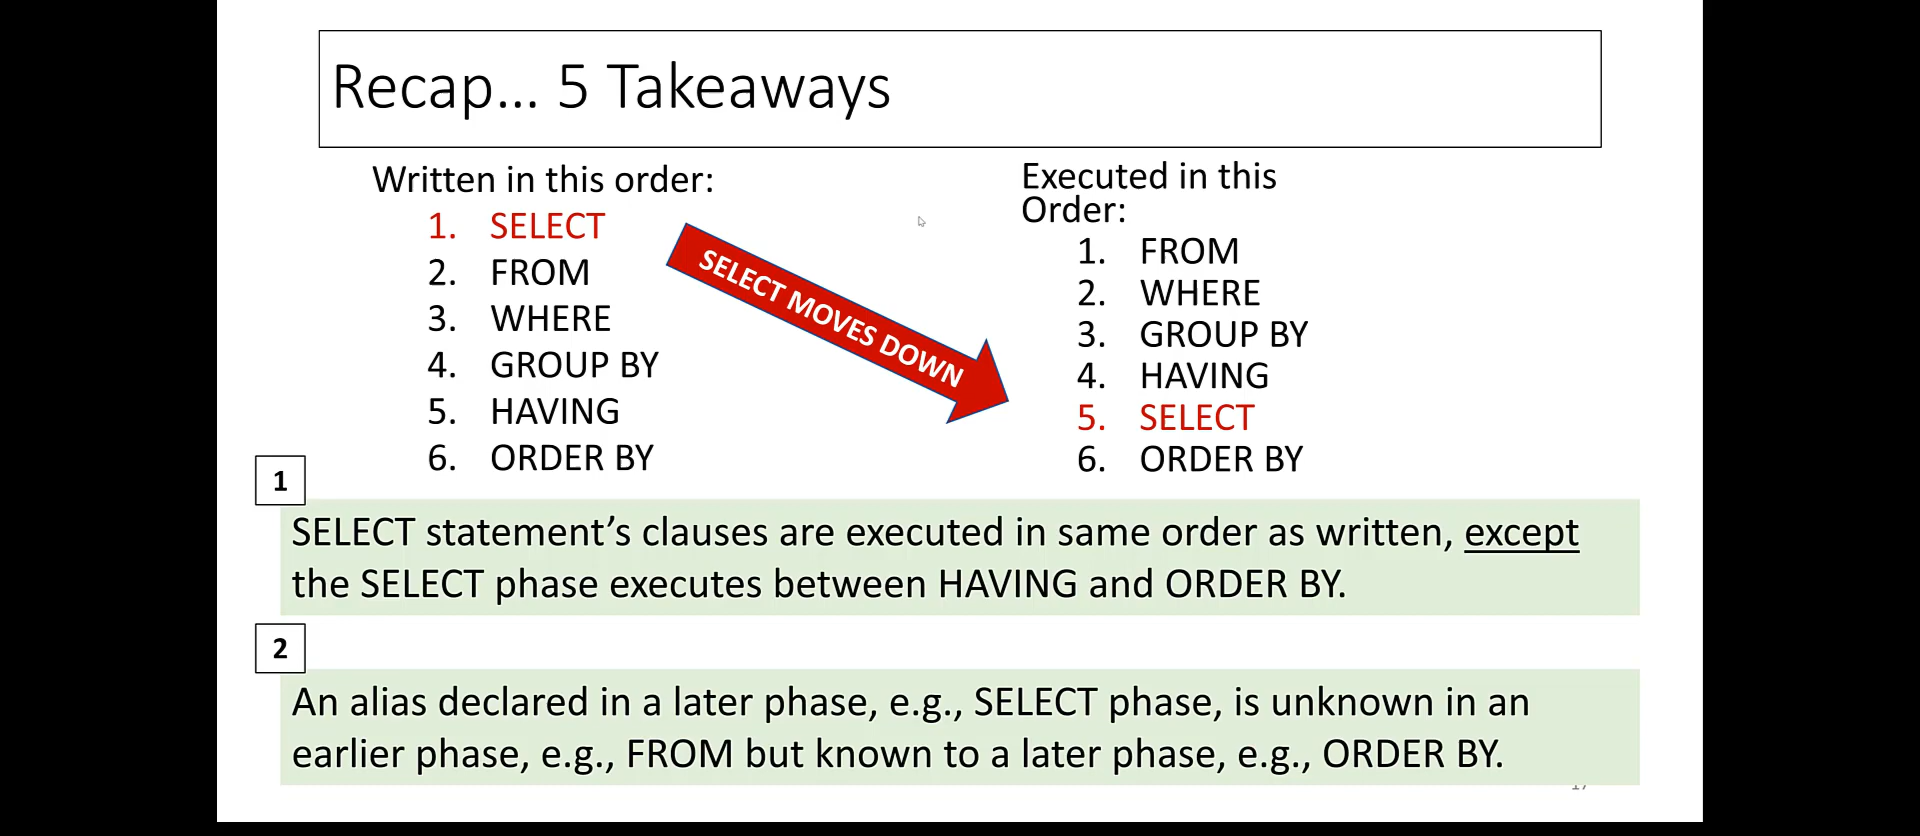 Recap... 5 Takeaways
Written in this order:
1. SELECT
2. FROM
3. WHERE
4. GROUP BY
5. HAVING
6. ORDER BY
SELECT MOVES DOWN
Executed in this
Order:
1. FROM
2. WHERE
3. GROUP BY
4. HAVING
5. SELECT
6. ORDER BY
1
SELECT statement’s clauses are executed in same order as written, except
the SELECT phase executes between HAVING and ORDER BY.
2
An alias declared in a later phase, e.g., SELECT phase, is unknown in an
earlier phase, e.g., FROM but known to a later phase, e.g., ORDER BY.